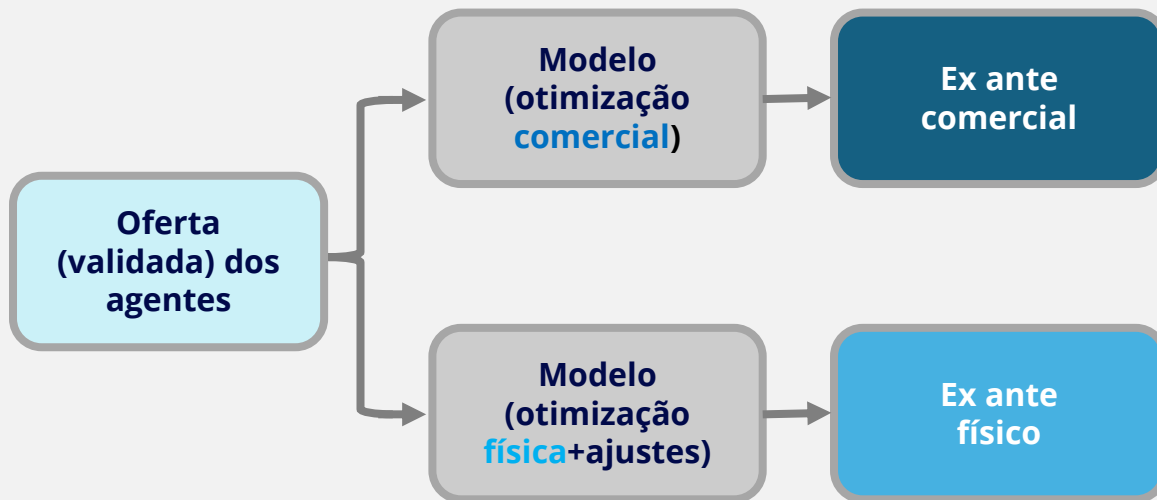 Modelo
(otimização
comercial)
Ex ante
comercial
Oferta
(validada) dos
agentes
Modelo
(otimização
física+ajustes)
Ex ante
físico